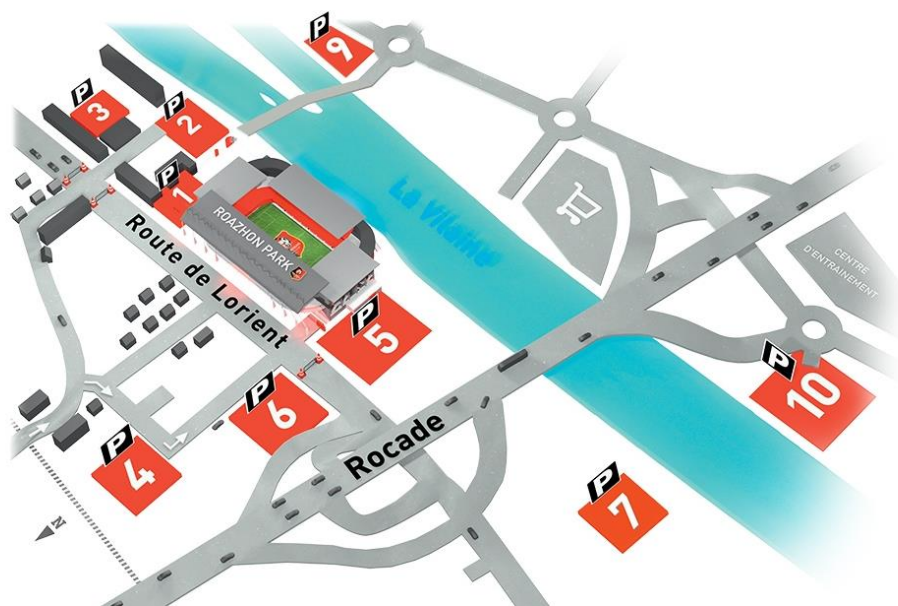 P
9
P
3
P
2
P
1
La Vilaine
ROAZHON PARK
Route de Lorient
CENTRE
D'ENTRAINEMENT
P
5
P
10
P
6
Rocade
P
4
P
7
N